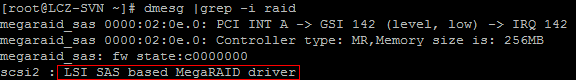 [root@LCZ-SVN ~]# dmesg |grep -i raid
megaraid_sas 0000:02:0e.0: PCI INT A -> GSI 142 (level, low) -> IRQ 142
megaraid_sas 0000:02:0e.0: Controller type: MR,Memory size is: 256MB
megaraid_sas: fw state:c0000000
scsi2 : LSI SAS based MegaRAID driver